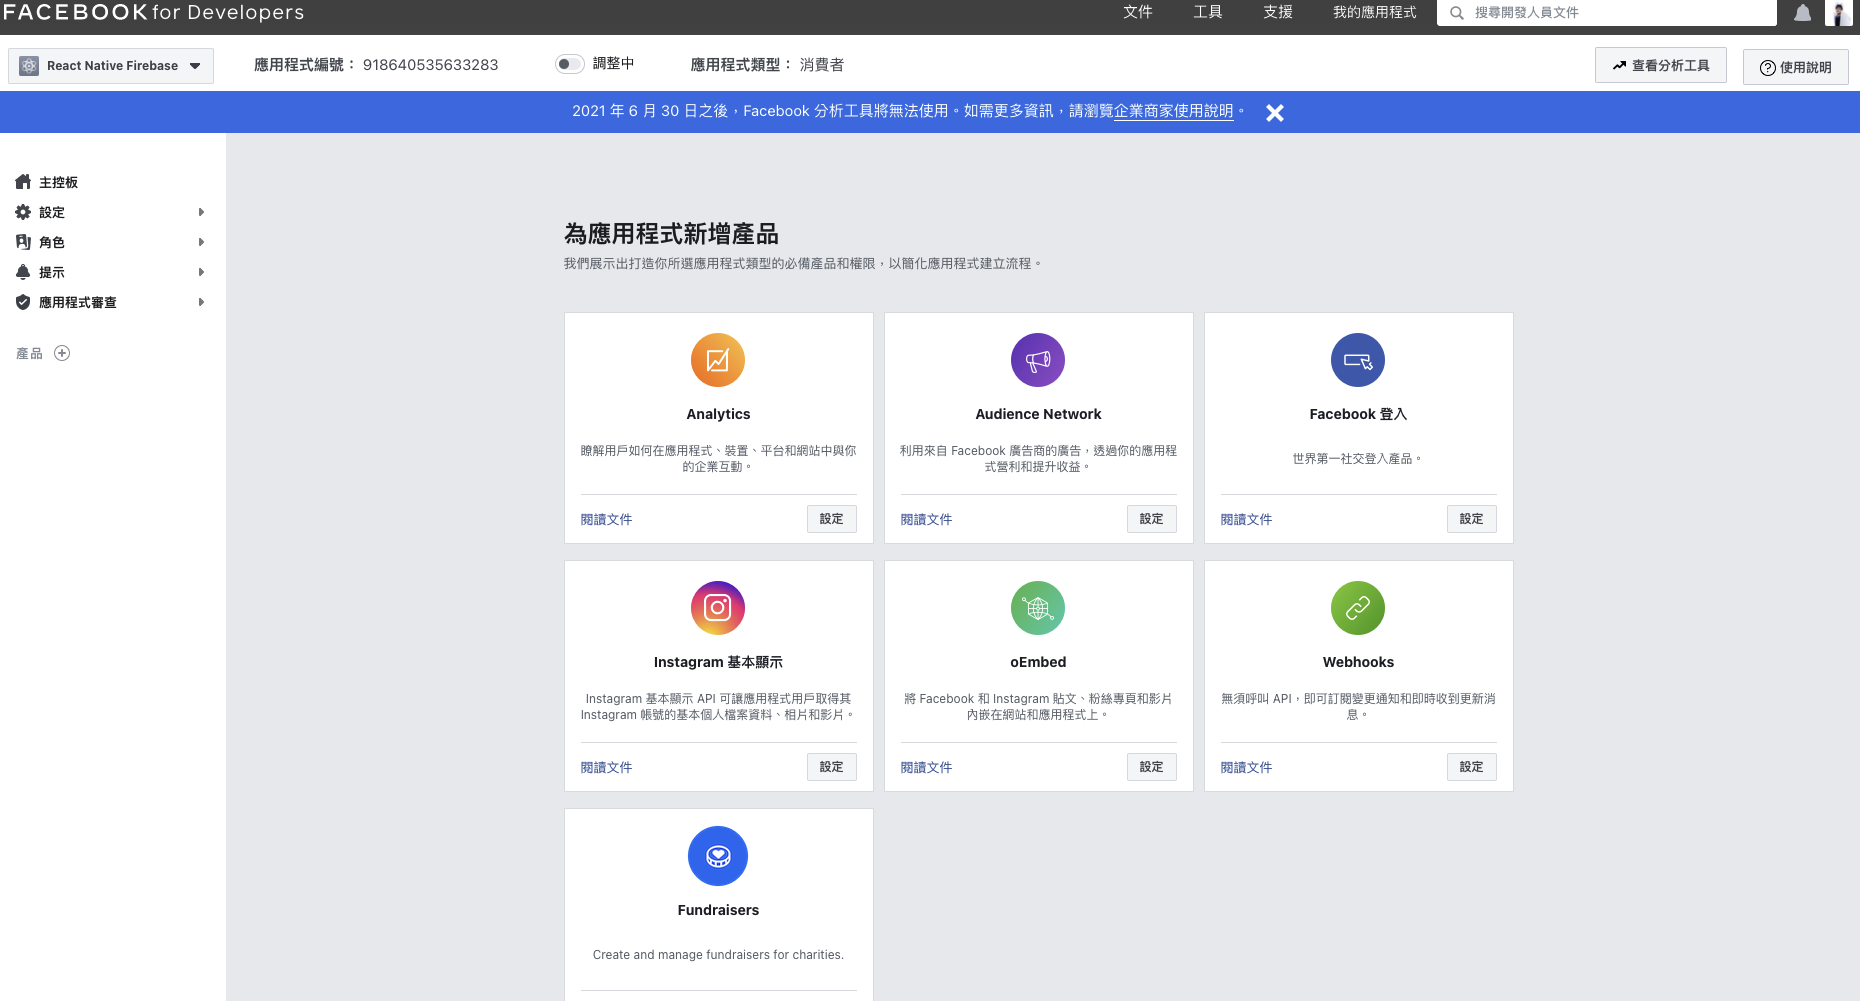 FACEBOOK for Developers
文件 工具 支援 我的應用程式 搜尋開發人員文件
React Native Firebase 應用程式編號： 918640535633283 調整中 應用程式類型： 消費者 查看分析工具 使用說明
2021 年 6 月 30 日之後，Facebook 分析工具將無法使用。如需更多資訊，請瀏覽企業商家使用說明。
主控板
設定
角色
提示
應用程式審查
產品
為應用程式新增產品
我們展示出打造你所選應用程式類型的必備產品和權限，以簡化應用程式建立流程。
Analytics
瞭解用戶如何在應用程式、裝置、平台和網站中與你
的企業互動。
閱讀文件 設定
Audience Network
利用來自 Facebook 廣告商的廣告，透過你的應用程
式營利和提升收益。
閱讀文件 設定
Facebook 登入
世界第一社交登入產品。
閱讀文件 設定
Instagram 基本顯示
Instagram 基本顯示 API 可讓應用程式用戶取得其
Instagram 帳號的基本個人檔案資料、相片和影片。
閱讀文件 設定
oEmbed
將 Facebook 和 Instagram 貼文、粉絲專頁和影片
內嵌在網站和應用程式上。
閱讀文件 設定
Webhooks
無須呼叫 API，即可訂閱變更通知和即時收到更新消
息。
閱讀文件 設定
Fundraisers
Create and manage fundraisers for charities.